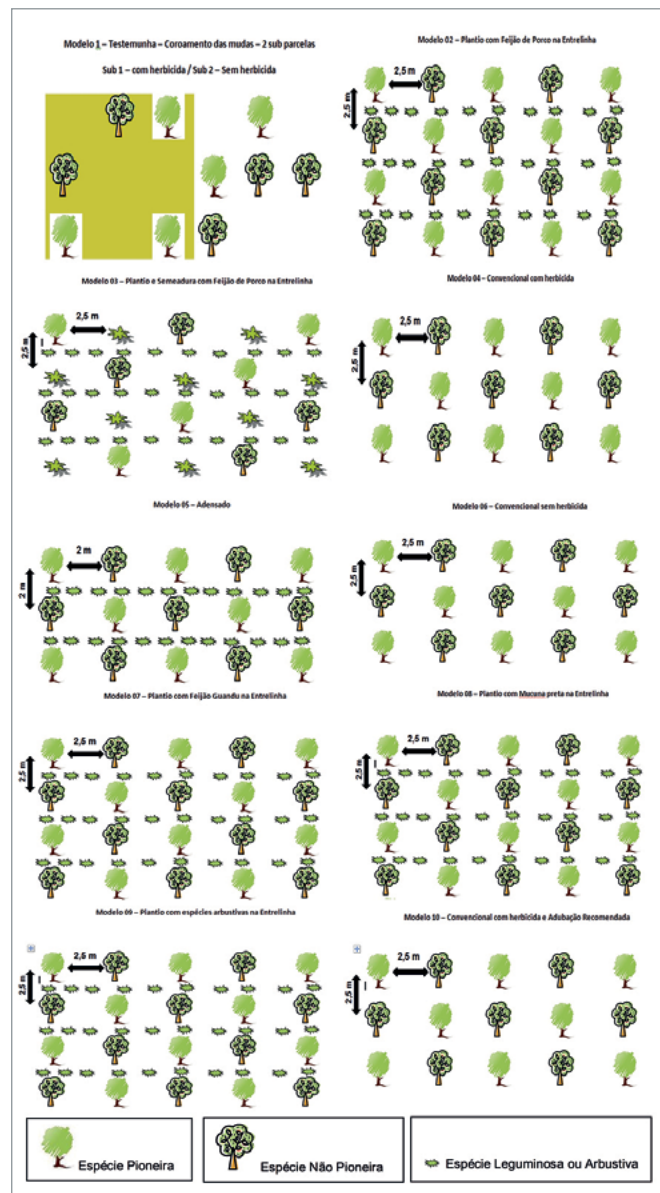 Modelo 1 – Testemunha – Coroamento das mudas – 2 sub parcelas
Sub 1 – com herbicida / Sub 2 – Sem herbicida
Modelo 02 – Plantio com Feijão de Porco na Entrelinha
2,5 m
2,5 m
Modelo 03 – Plantio e Semeadura com Feijão de Porco na Entrelinha
2,5 m
2,5 m
Modelo 04 – Convencional com herbicida
2,5 m
2,5 m
Modelo 05 – Adensado
2 m
2 m
Modelo 06 – Convencional sem herbicida
2,5 m
2,5 m
Modelo 07 – Plantio com Feijão Guandu na Entrelinha
2,5 m
2,5 m
Modelo 08 – Plantio com Mucuna preta na Entrelinha
2,5 m
2,5 m
Modelo 09 – Plantio com espécies arbustivas na Entrelinha
2,5 m
2,5 m
Modelo 10 – Convencional com herbicida e Adubação Recomendada
2,5 m
2,5 m
Espécie Pioneira
Espécie Não Pioneira
Espécie Leguminosa ou Arbustiva